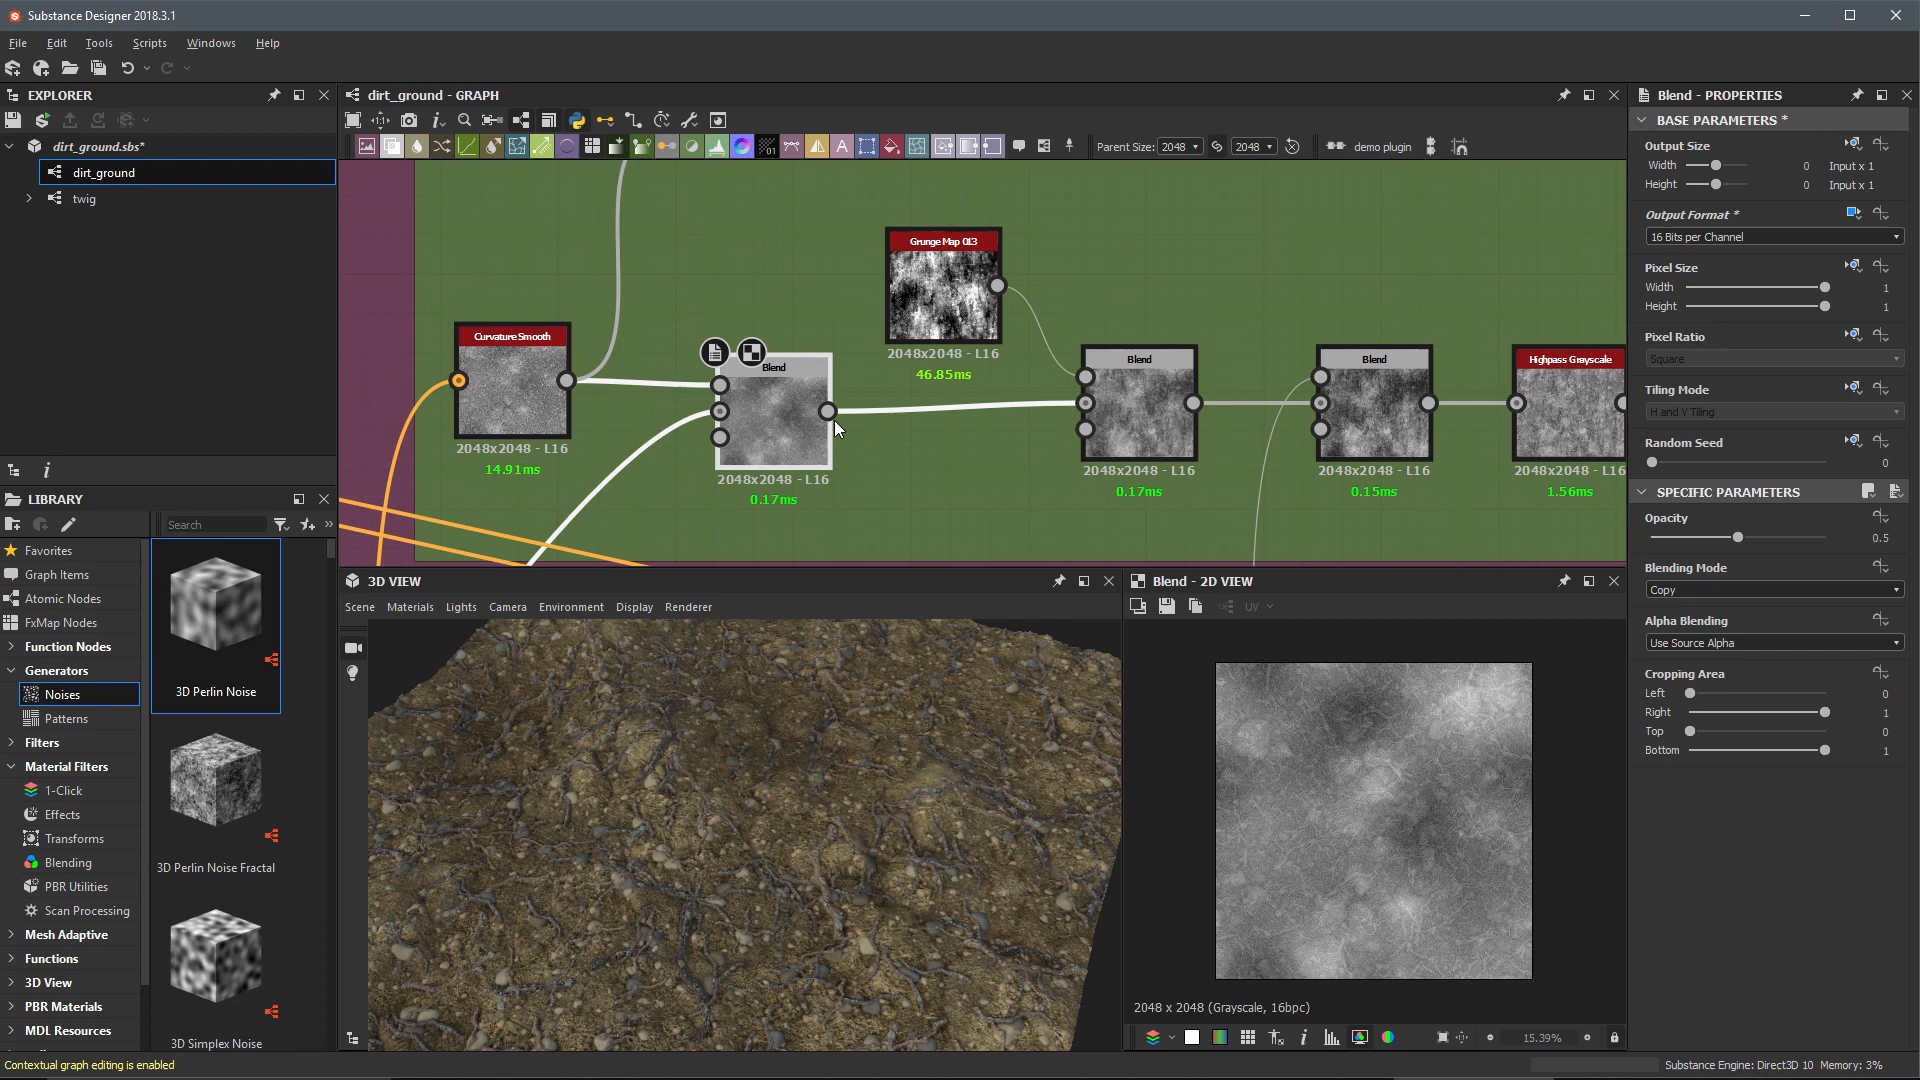 Substance Designer 2018.3.1
File Edit Tools Scripts Windows Help
EXPLORER
dirt_ground.sbs*
dirt_ground
twig
LIBRARY
Search
Favorites
Graph Items
Atomic Nodes
FxMap Nodes
Function Nodes
Generators
Noises
Patterns
Filters
Material Filters
1-Click
Effects
Transforms
Blending
PBR Utilities
Scan Processing
Mesh Adaptive
Functions
3D View
PBR Materials
MDL Resources
3D Perlin Noise
3D Perlin Noise Fractal
3D Simplex Noise
dirt_ground - GRAPH
Parent Size: 2048 2048 demo plugin
Curvature Smooth
2048x2048 - L16
14.91ms
Blend
2048x2048 - L16
0.17ms
Grunge Map 013
2048x2048 - L16
46.85ms
Blend
2048x2048 - L16
0.17ms
Blend
2048x2048 - L16
0.15ms
Highpass Grayscale
2048x2048 - L16
1.56ms
3D VIEW
Scene Materials Lights Camera Environment Display Renderer
Blend - 2D VIEW
UV
2048 x 2048 (Grayscale, 16bpc)
15.39%
Blend - PROPERTIES
BASE PARAMETERS *
Output Size
Width 0 Input x 1
Height 0 Input x 1
Output Format *
16 Bits per Channel
Pixel Size
Width 1
Height 1
Pixel Ratio
Square
Tiling Mode
H and V Tiling
Random Seed
0
SPECIFIC PARAMETERS
Opacity
0.5
Blending Mode
Copy
Alpha Blending
Use Source Alpha
Cropping Area
Left 0
Right 1
Top 0
Bottom 1
Contextual graph editing is enabled
Substance Engine: Direct3D 10 Memory: 3%